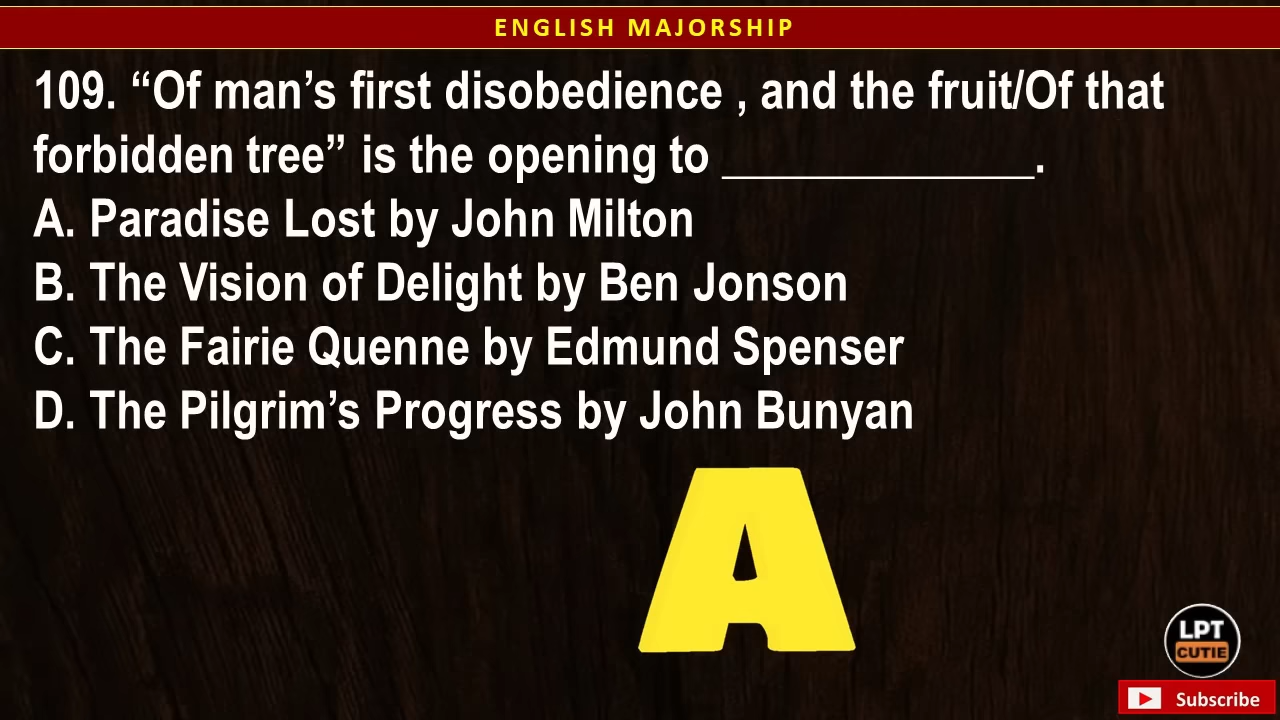 ENGLISH MAJORSHIP
109. “Of man’s first disobedience , and the fruit/Of that
forbidden tree” is the opening to ______________.
A. Paradise Lost by John Milton
B. The Vision of Delight by Ben Jonson
C. The Fairie Quenne by Edmund Spenser
D. The Pilgrim’s Progress by John Bunyan
A
LPT
CUTIE
Subscribe